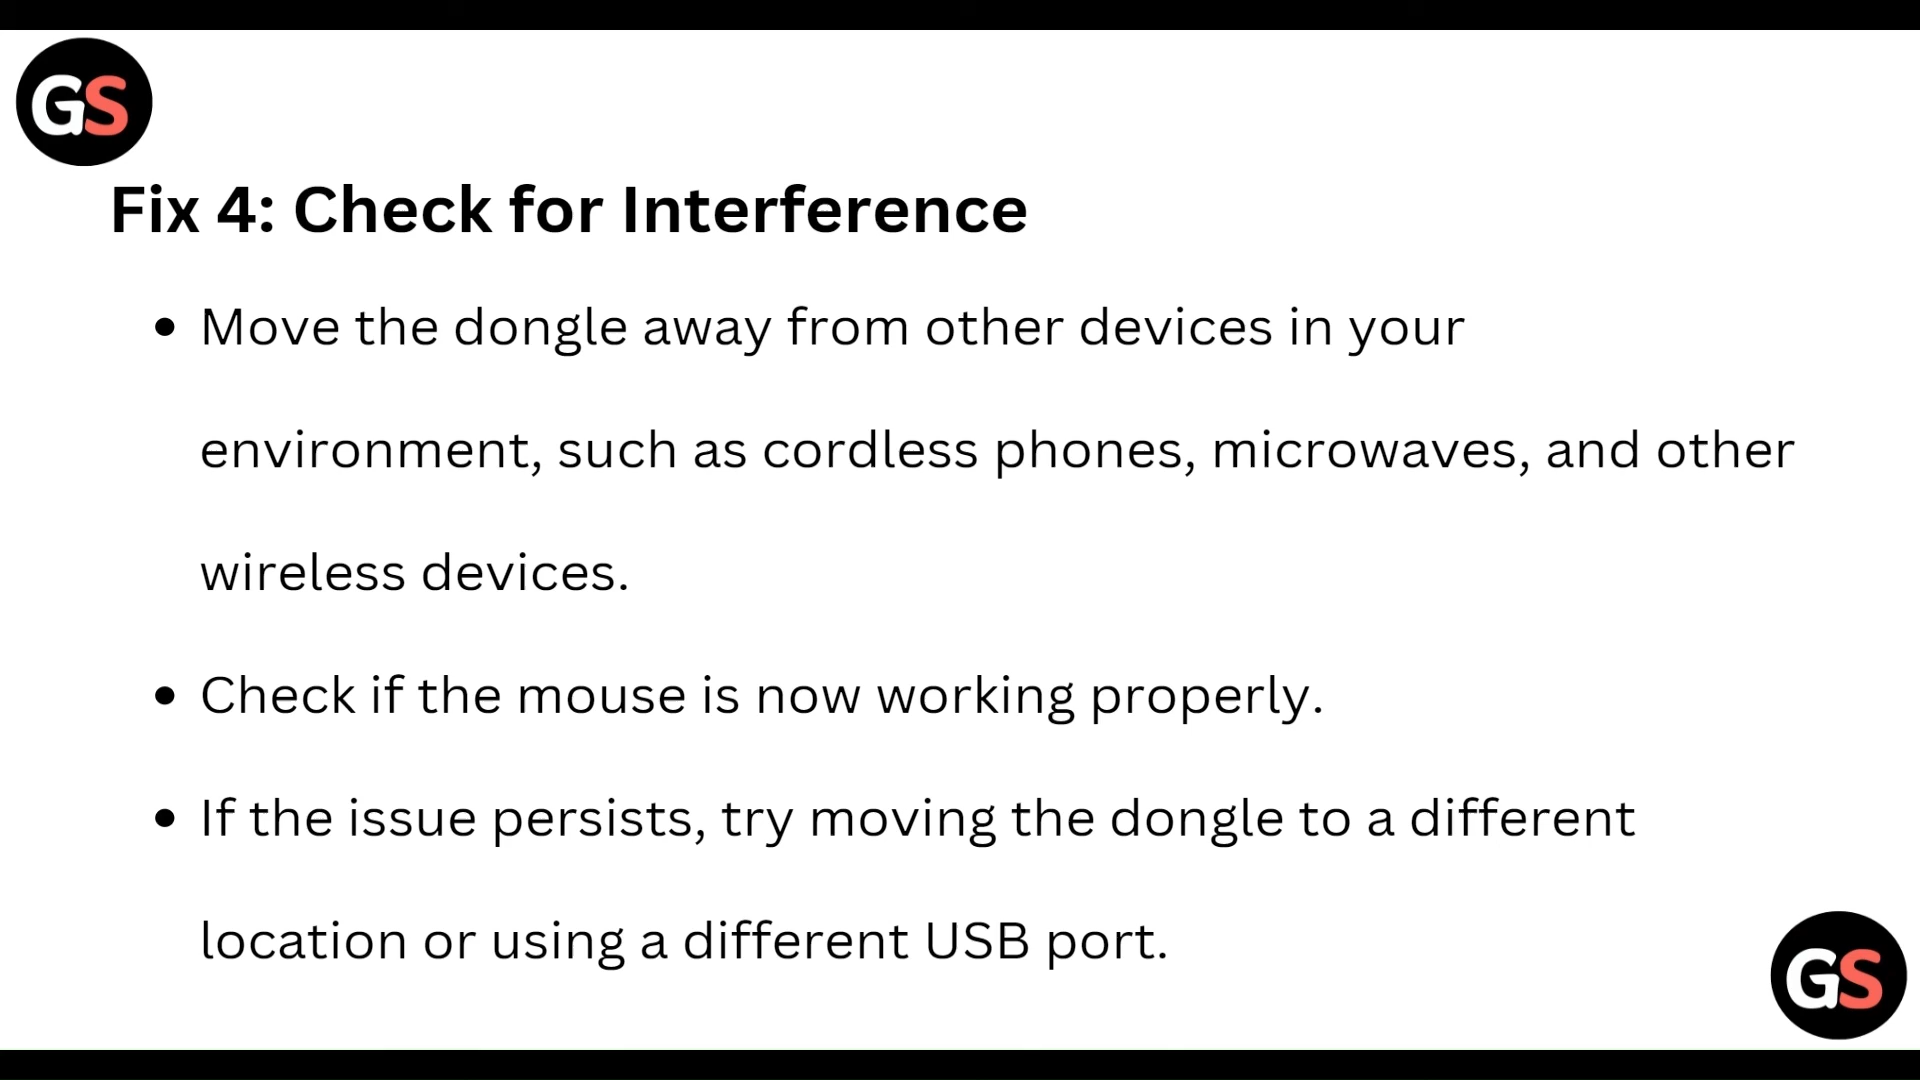 GS
Fix 4: Check for Interference
• Move the dongle away from other devices in your
environment, such as cordless phones, microwaves, and other
wireless devices.
• Check if the mouse is now working properly.
• If the issue persists, try moving the dongle to a different
location or using a different USB port.
GS